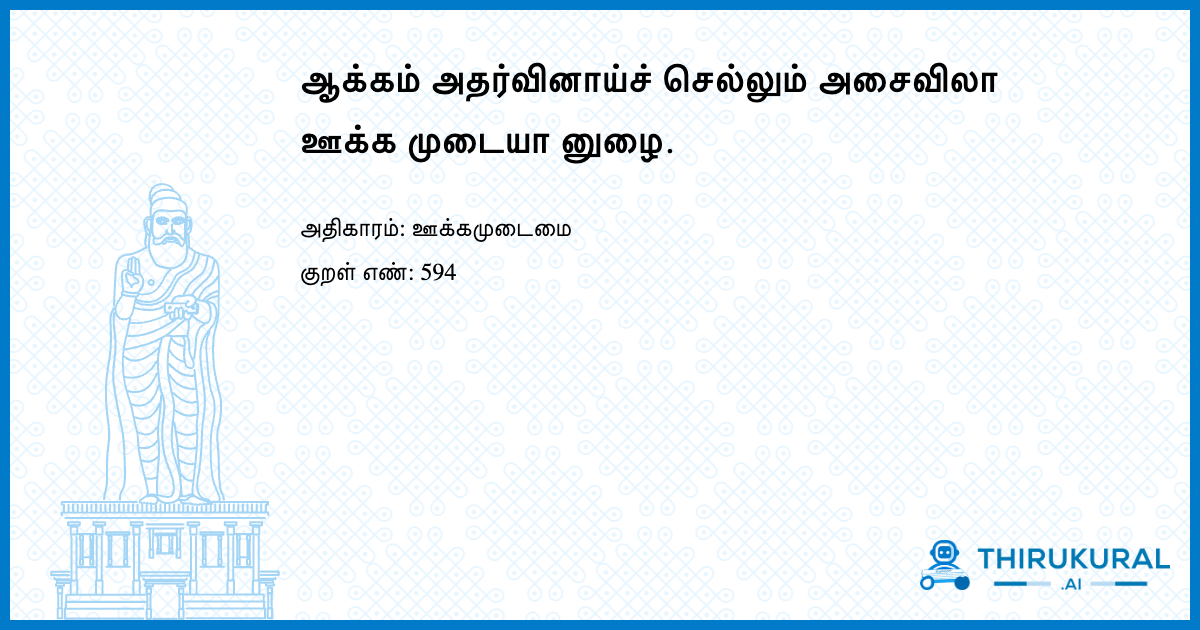 ஆக்கம் அதர்வினாய்ச் செல்லும் அசைவிலா
ஊக்க முடையா னுழை.
அதிகாரம்: ஊக்கமுடைமை
குறள் எண்: 594
THIRUKURAL
.AI